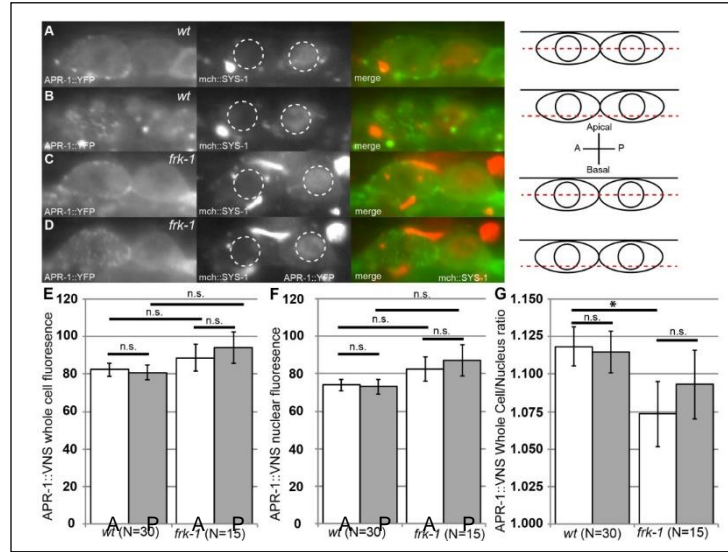 A wt
APR-1::YFP mch::SYS-1 merge
B wt
APR-1::YFP mch::SYS-1 merge
Apical
A P
Basal
C frk-1
APR-1::YFP mch::SYS-1 merge
D frk-1
APR-1::YFP mch::SYS-1 APR-1::YFP merge mch::SYS-1
E
APR-1::VNS whole cell fluoresence
120
100
80
60
40
20
0
n.s.
n.s.
n.s.
n.s.
A P A P
wt (N=30) frk-1 (N=15)
F
APR-1::VNS nuclear fluoresence
120
100
80
60
40
20
0
n.s.
n.s.
n.s.
n.s.
A P A P
wt (N=30) frk-1 (N=15)
G
APR-1::VNS Whole Cell/Nucleus ratio
1.150
1.125
1.100
1.075
1.050
1.025
1.000
*
n.s.
n.s.
wt (N=30) frk-1 (N=15)